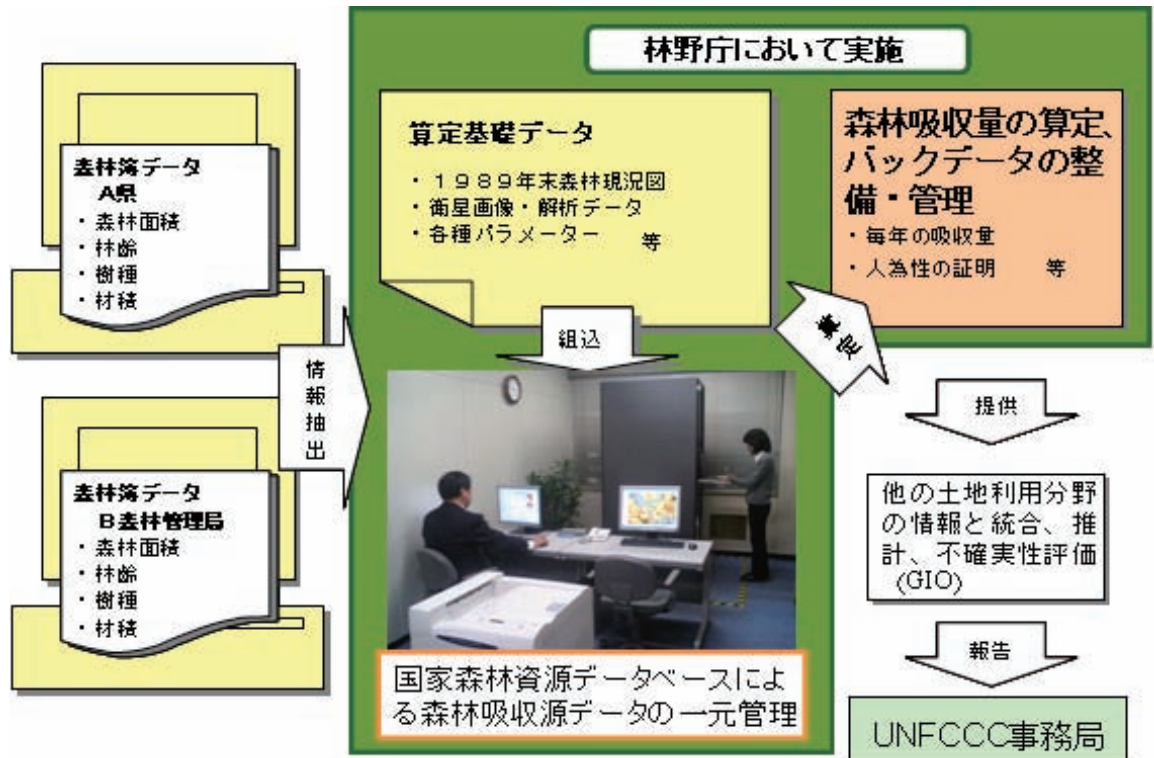 林野庁において実施
森林簿データ
A県
・森林面積
・林齢
・樹種
・材積
森林簿データ
B森林管理局
・森林面積
・林齢
・樹種
・材積
情報抽出
算定基礎データ
・１９８９年末森林現況図
・衛星画像・解析データ
・各種パラメーター 等
組込
国家森林資源データベースによ
る森林吸収源データの一元管理
算定
森林吸収量の算定、
バックデータの整
備・管理
・毎年の吸収量
・人為性の証明 等
提供
他の土地利用分野
の情報と統合、推
計、不確実性評価
(GIO)
報告
UNFCCC事務局